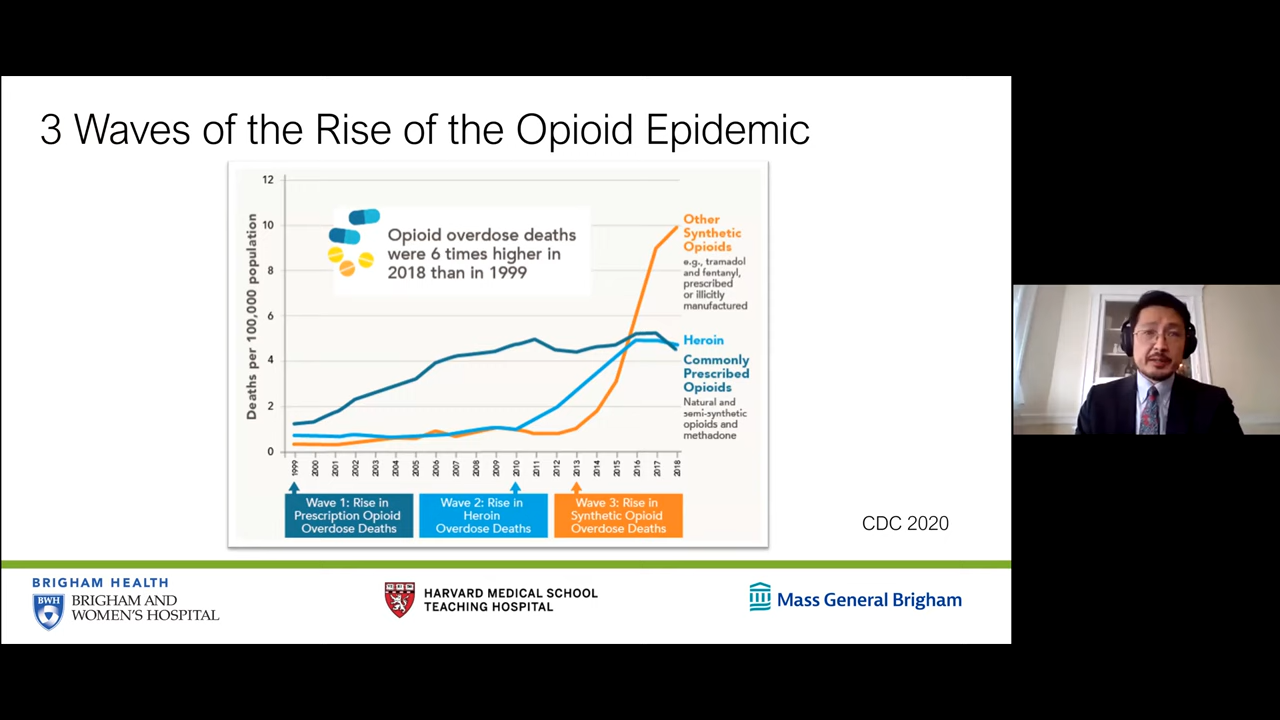 3 Waves of the Rise of the Opioid Epidemic
12
10
8
6
4
2
0
Deaths per 100,000 population
Opioid overdose deaths
were 6 times higher in
2018 than in 1999
Other
Synthetic
Opioids
e.g., tramadol
and fentanyl,
prescribed
or illicitly
manufactured
Heroin
Commonly
Prescribed
Opioids
Natural and
semi-synthetic
opioids and
methadone
1999
2000
2001
2002
2003
2004
2005
2006
2007
2008
2009
2010
2011
2012
2013
2014
2015
2016
2017
2018
Wave 1: Rise in
Prescription Opioid
Overdose Deaths
Wave 2: Rise in
Heroin
Overdose Deaths
Wave 3: Rise in
Synthetic Opioid
Overdose Deaths
CDC 2020
BRIGHAM HEALTH
BWH
BRIGHAM AND
WOMEN'S HOSPITAL
HARVARD MEDICAL SCHOOL
TEACHING HOSPITAL
Mass General Brigham